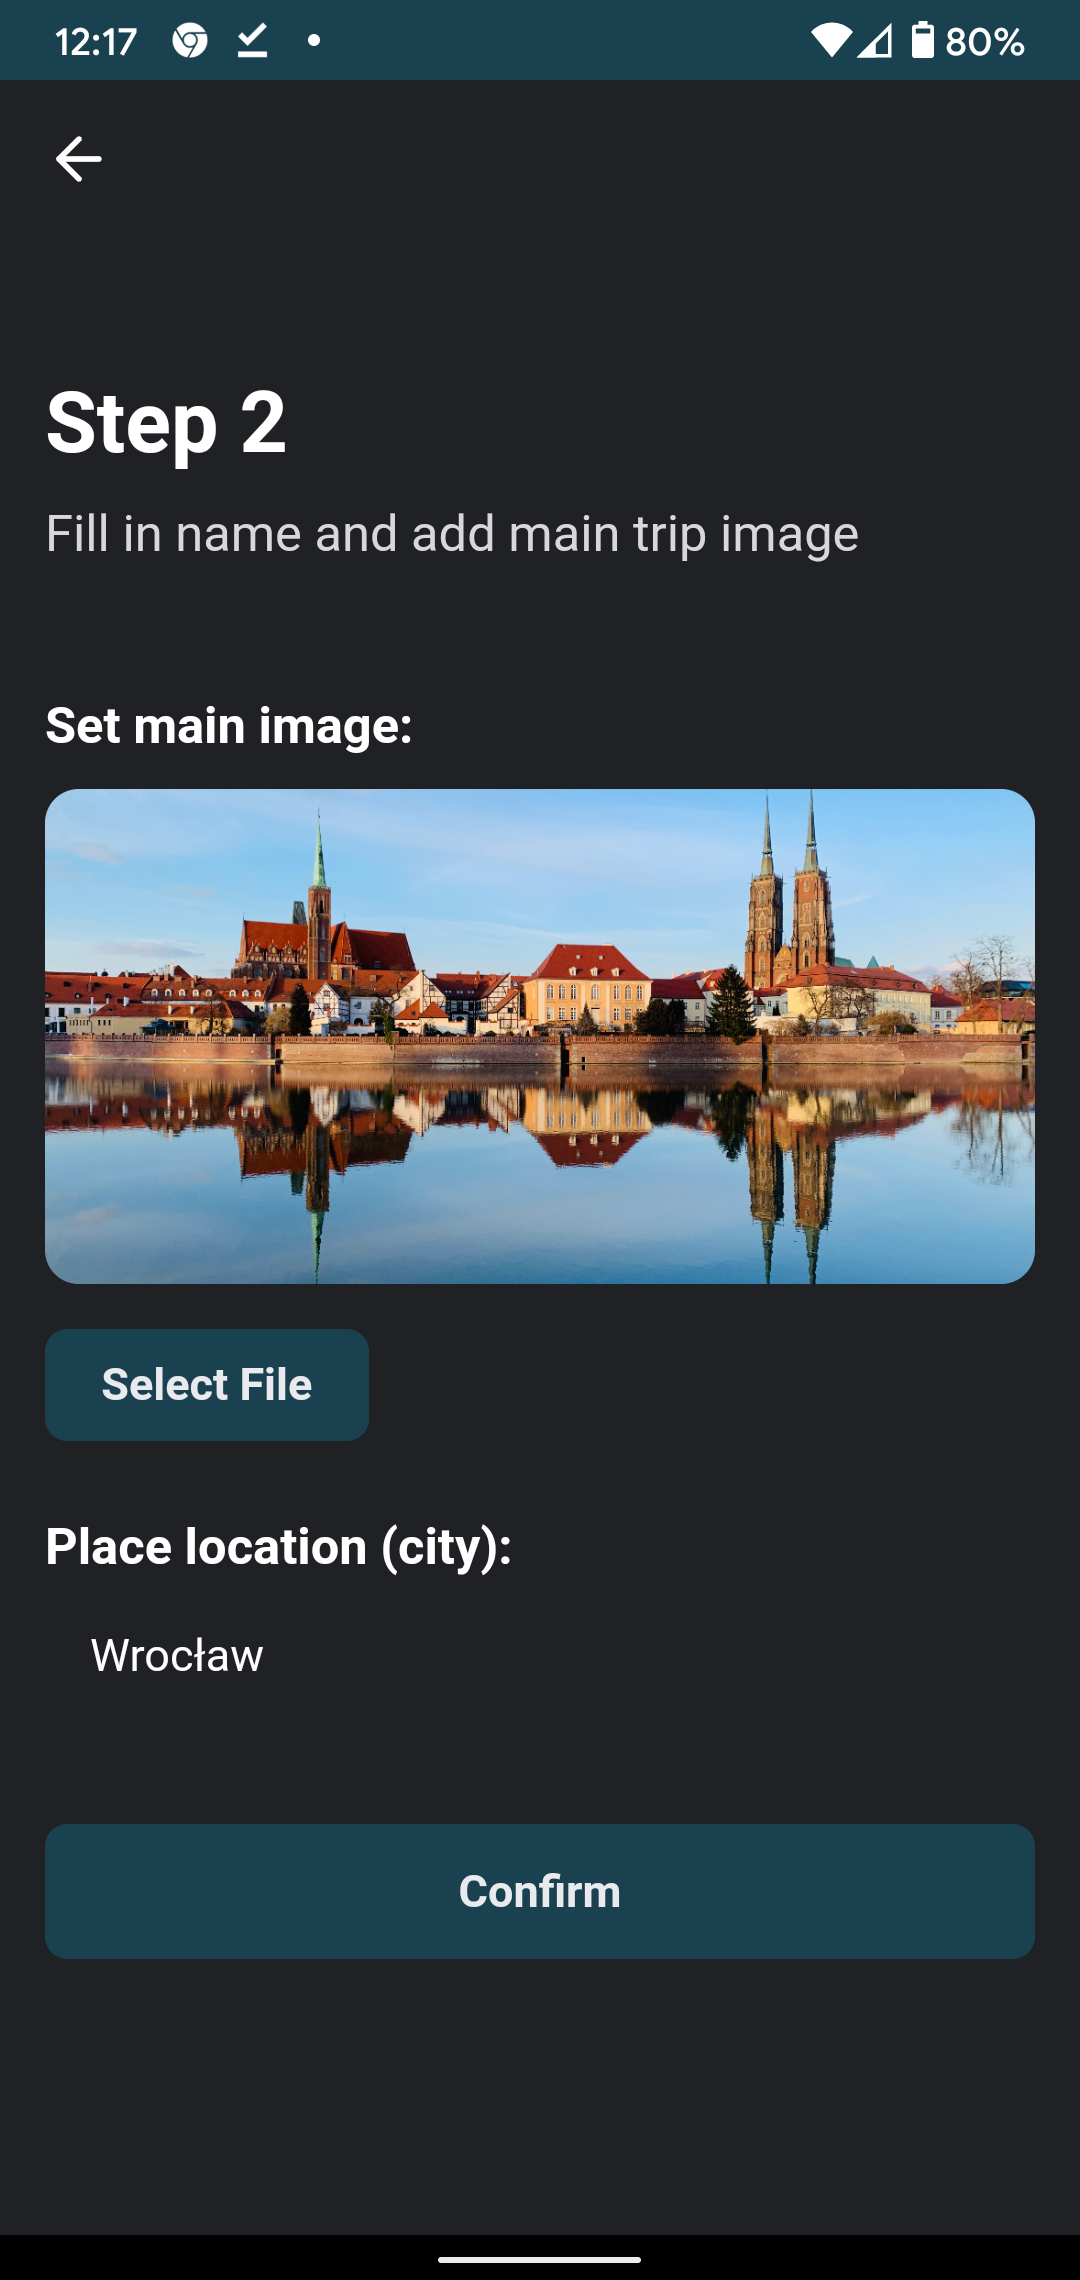 12:17
80%
Step 2
Fill in name and add main trip image
Set main image:
Select File
Place location (city):
Wrocław
Confirm